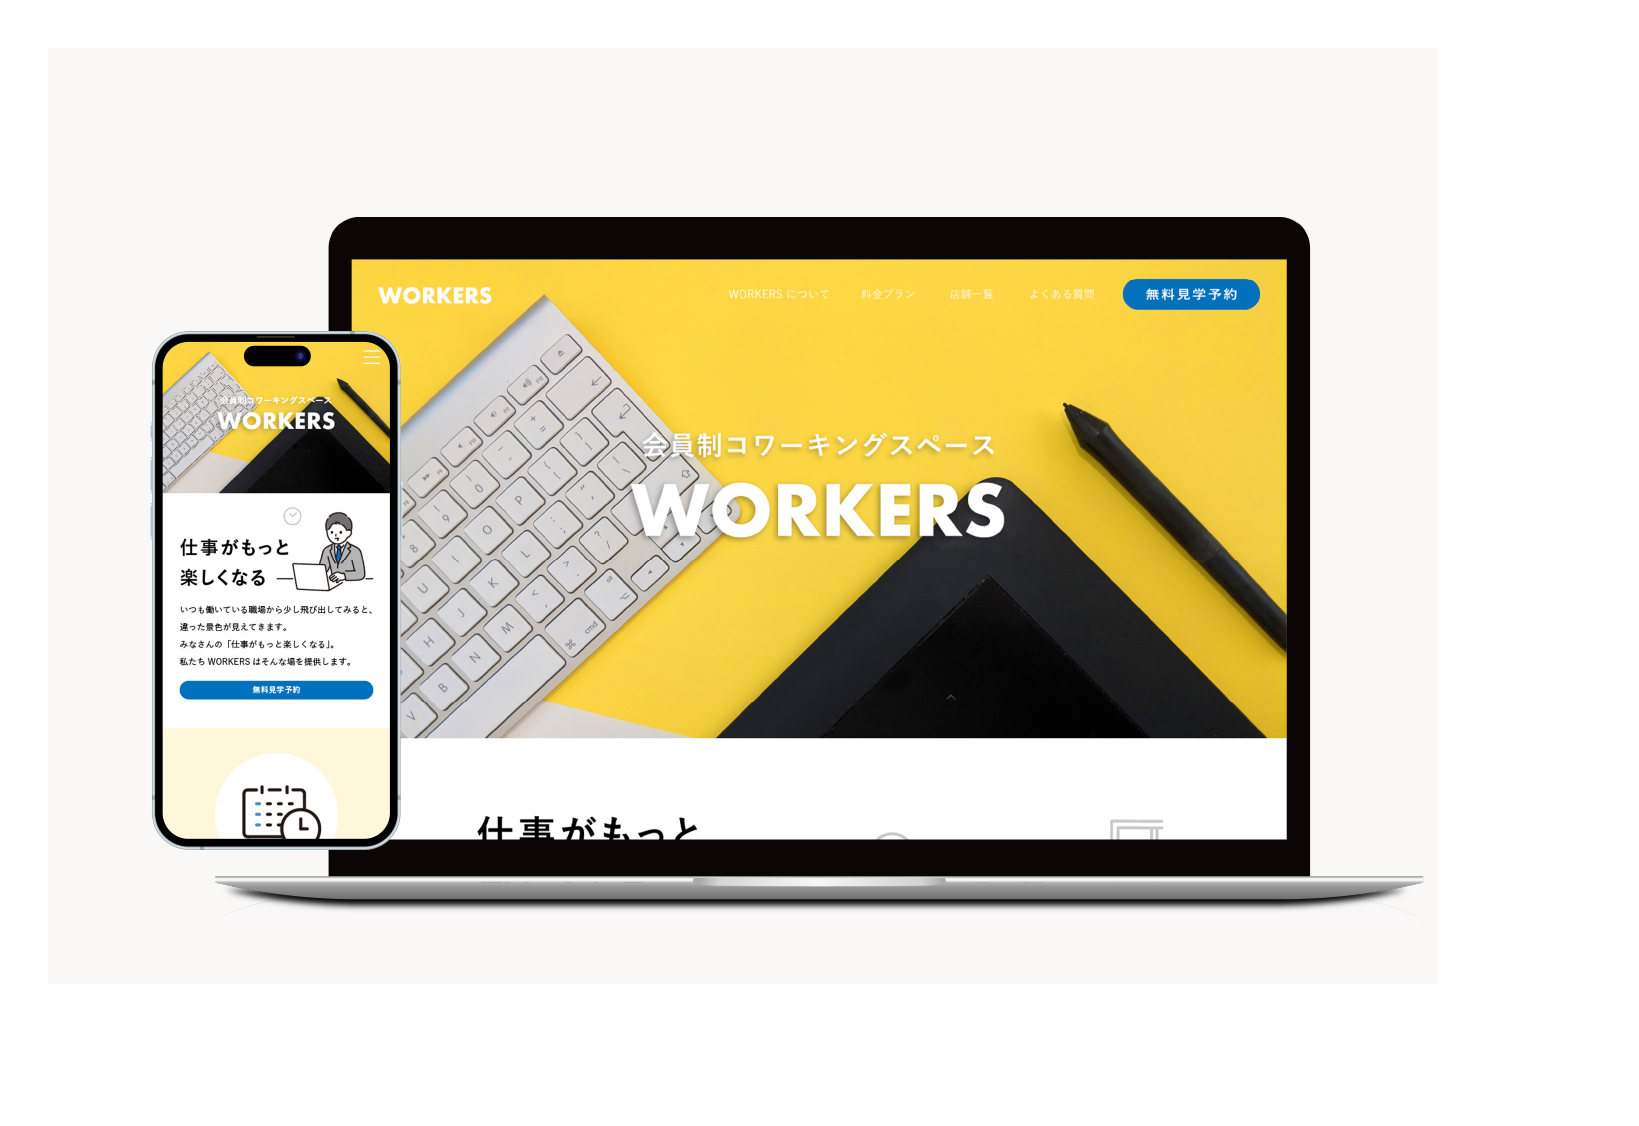 WORKERS
WORKERS について
料金プラン
店舗一覧
よくある質問
無料見学予約
会員制コワーキングスペース
WORKERS
仕事がもっと
会員制コワーキングスペース
WORKERS
仕事がもっと
楽しくなる
いつも働いている職場から少し飛び出してみると、
違った景色が見えてきます。
みなさんの「仕事がもっと楽しくなる」。
私たち WORKERS はそんな場を提供します。
無料見学予約